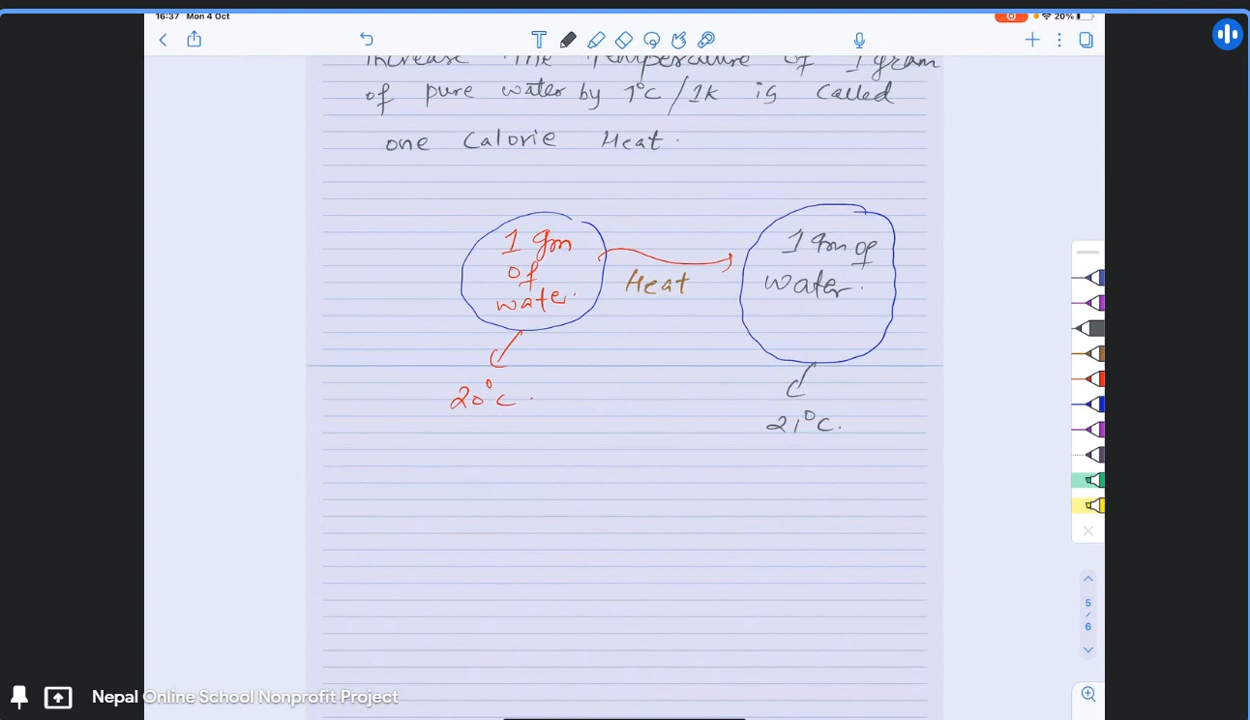 16:37 Mon 4 Oct
20%
increase the Temperature of 1 gram
of pure water by 1°C / 1K is called
one Calorie Heat.
1 gm
of
water.
Heat
1 gm of
water.
20°C.
21°C.
5
/
6
Nepal Online School Nonprofit Project